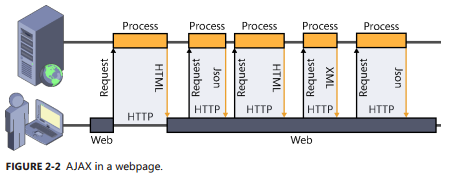 Process Process Process Process Process
Request HTML Request Json Request HTML Request XML Request Json
HTTP HTTP HTTP HTTP HTTP
Web Web
FIGURE 2-2 AJAX in a webpage.